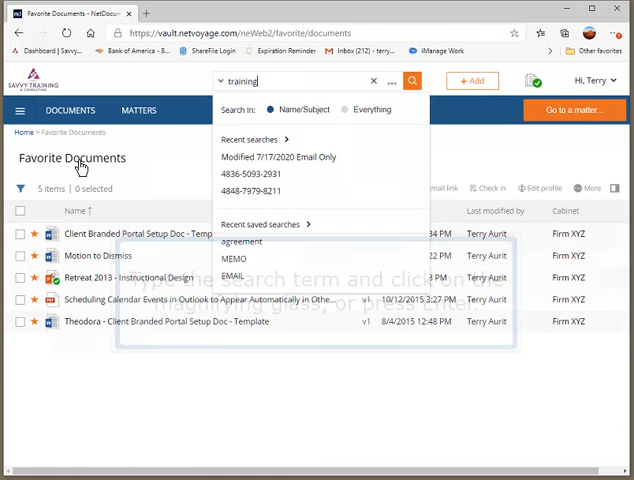 Favorite Documents - NetDocu
https://vault.netvoyage.com/neWeb2/favorite/documents
Dashboard | Savvy... Bank of America -... ShareFile Login Expiration Reminder Inbox (212) - terry... iManage Work Other favorites
SAVVY TRAINING
& CONSULTING
training
+ Add
Hi, Terry
DOCUMENTS MATTERS
Search In: Name/Subject Everything
Go to a matter...
Home > Favorite Documents
Recent searches
Favorite Documents
Modified 7/17/2020 Email Only
4836-5093-2931
4848-7979-8211
5 items | 0 selected
Email link Check in Edit profile More
Name Last modified by Cabinet
Recent saved searches
agreement
MEMO
EMAIL
Client Branded Portal Setup Doc - Temp 3:34 PM Terry Aurit Firm XYZ
Motion to Dismiss 22 PM Terry Aurit Firm XYZ
Retreat 2013 - Instructional Design 8 PM Terry Aurit Firm XYZ
Scheduling Calendar Events in Outlook to Appear Automatically in Othe... v1 10/12/2015 3:27 PM Terry Aurit Firm XYZ
Theodora - Client Branded Portal Setup Doc - Template v1 8/4/2015 12:48 PM Terry Aurit Firm XYZ
Type the search term and click on the
magnifying glass, or press Enter.